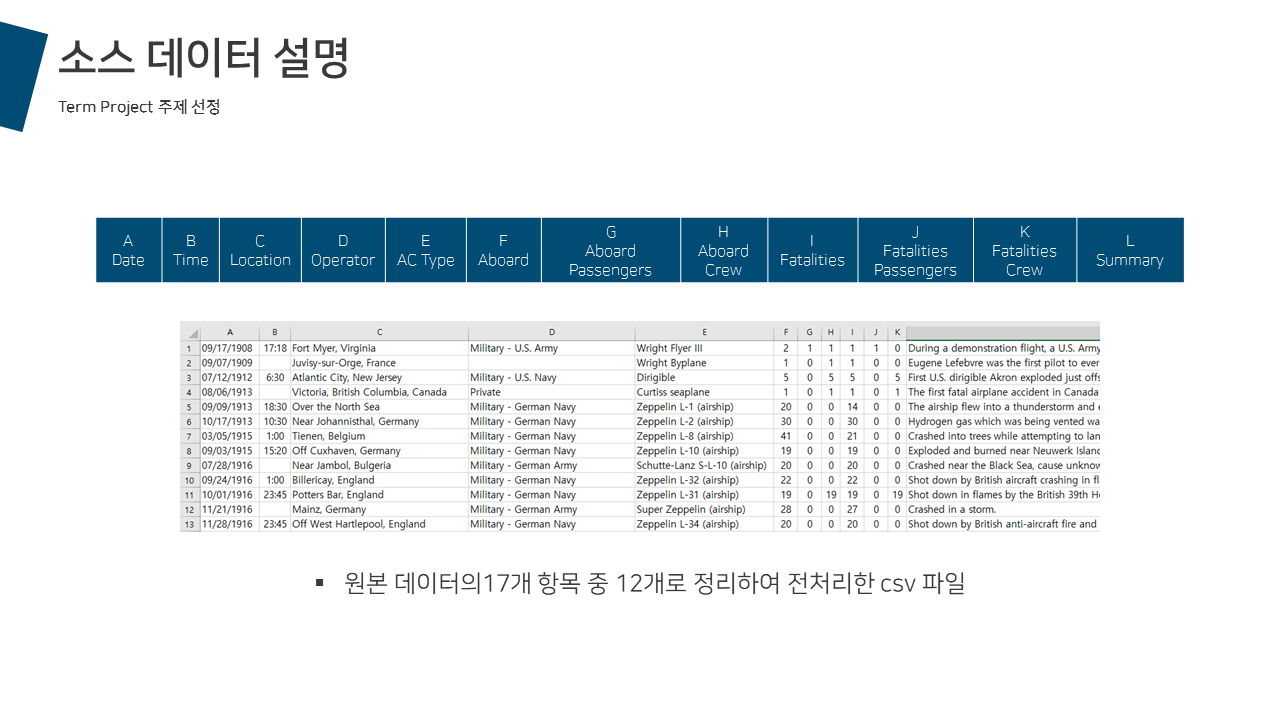 소스 데이터 설명
Term Project 주제 선정
A B C D E F G H I J K L
Date Time Location Operator AC Type Aboard Aboard Passengers Aboard Crew Fatalities Fatalities Passengers Fatalities Crew Summary
A B C D E F G H I J K
1 09/17/1908 17:18 Fort Myer, Virginia Military - U.S. Army Wright Flyer III 2 1 1 1 1 0 During a demonstration flight, a U.S. Army
2 09/07/1909 Juvisy-sur-Orge, France Wright Byplane 1 0 1 1 0 0 Eugene Lefebvre was the first pilot to ever
3 07/12/1912 6:30 Atlantic City, New Jersey Military - U.S. Navy Dirigible 5 0 5 5 0 5 First U.S. dirigible Akron exploded just offs
4 08/06/1913 Victoria, British Columbia, Canada Private Curtiss seaplane 1 0 1 1 0 1 The first fatal airplane accident in Canada
5 09/09/1913 18:30 Over the North Sea Military - German Navy Zeppelin L-1 (airship) 20 0 0 14 0 0 The airship flew into a thunderstorm and e
6 10/17/1913 10:30 Near Johannisthal, Germany Military - German Navy Zeppelin L-2 (airship) 30 0 0 30 0 0 Hydrogen gas which was being vented wa
7 03/05/1915 1:00 Tienen, Belgium Military - German Navy Zeppelin L-8 (airship) 41 0 0 21 0 0 Crashed into trees while attempting to lan
8 09/03/1915 15:20 Off Cuxhaven, Germany Military - German Navy Zeppelin L-10 (airship) 19 0 0 19 0 0 Exploded and burned near Neuwerk Island
9 07/28/1916 Near Jambol, Bulgeria Military - German Army Schutte-Lanz S-L-10 (airship) 20 0 0 20 0 0 Crashed near the Black Sea, cause unknow
10 09/24/1916 1:00 Billericay, England Military - German Navy Zeppelin L-32 (airship) 22 0 0 22 0 0 Shot down by British aircraft crashing in fl
11 10/01/1916 23:45 Potters Bar, England Military - German Navy Zeppelin L-31 (airship) 19 0 19 19 0 19 Shot down in flames by the British 39th H
12 11/21/1916 Mainz, Germany Military - German Army Super Zeppelin (airship) 28 0 0 27 0 0 Crashed in a storm.
13 11/28/1916 23:45 Off West Hartlepool, England Military - German Navy Zeppelin L-34 (airship) 20 0 0 20 0 0 Shot down by British anti-aircraft fire and
▪ 원본 데이터의17개 항목 중 12개로 정리하여 전처리한 csv 파일